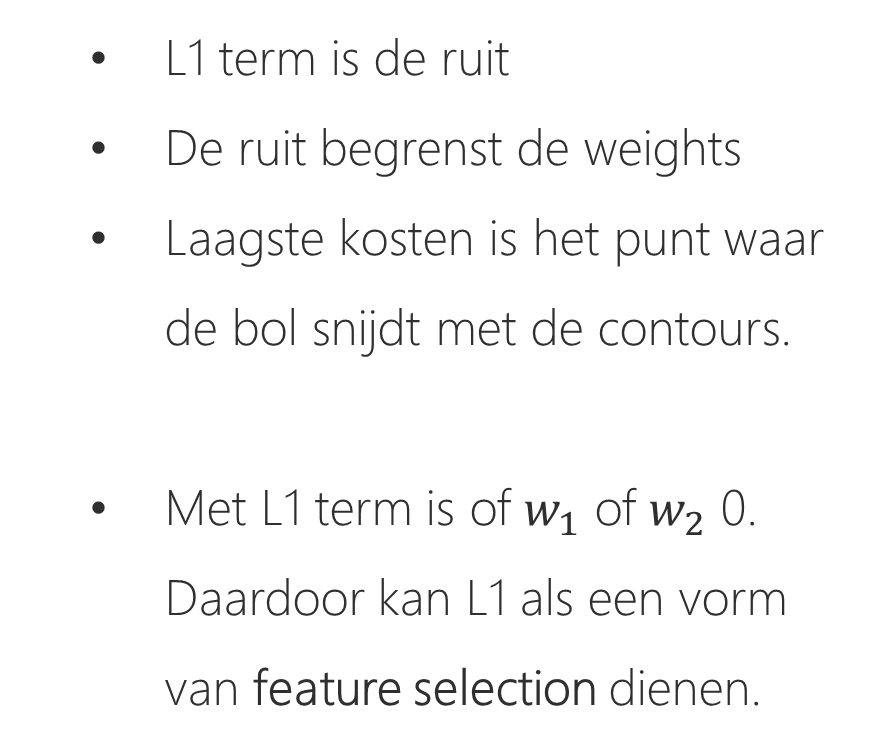 • L1 term is de ruit
• De ruit begrenst de weights
• Laagste kosten is het punt waar
de bol snijdt met de contours.
• Met L1 term is of w₁ of w₂ 0.
Daardoor kan L1 als een vorm
van feature selection dienen.